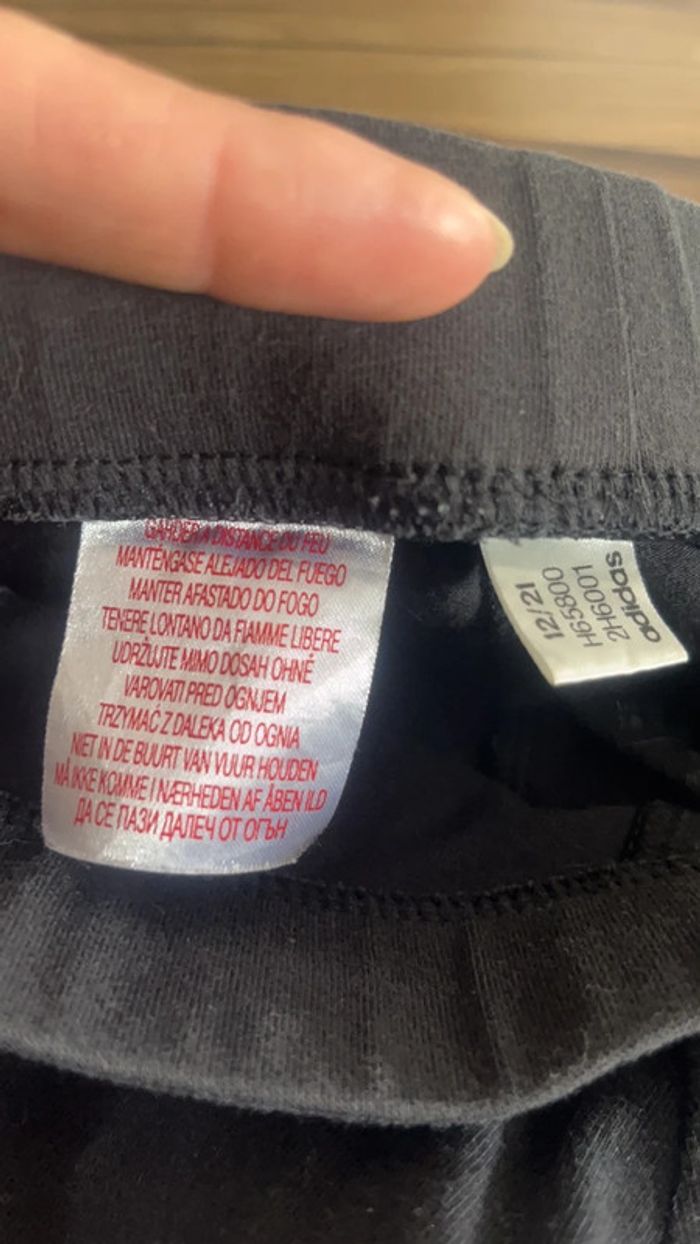 GARDER A DISTANCE DU FEU
MANTÉNGASE ALEJADO DEL FUEGO
MANTER AFASTADO DO FOGO
TENERE LONTANO DA FIAMME LIBERE
UDRŽUJTE MIMO DOSAH OHNĚ
VAROVATI PRED OGNJEM
TRZYMAĆ Z DALEKA OD OGNIA
NIET IN DE BUURT VAN VUUR HOUDEN
MÅ IKKE KOMME I NÆRHEDEN AF ÅBEN ILD
ДА СЕ ПАЗИ ДАЛЕЧ ОТ ОГЪН
12/21
H65800
2H6001
adidas